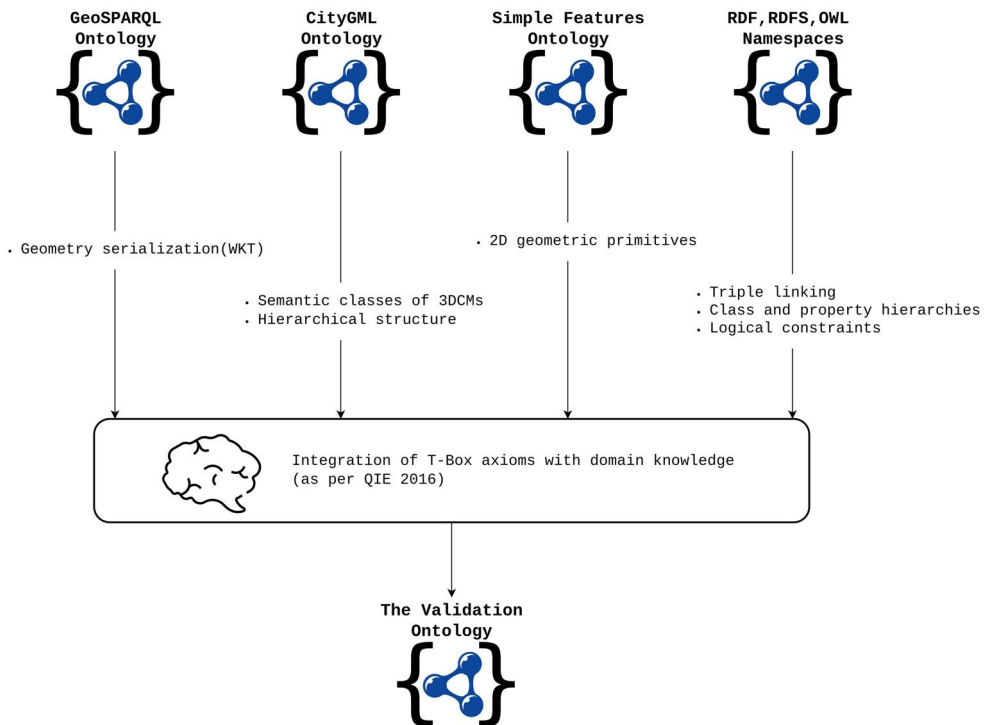 GeoSPARQL
Ontology
CityGML
Ontology
Simple Features
Ontology
RDF,RDFS,OWL
Namespaces
• Geometry serialization(WKT)
• 2D geometric primitives
• Semantic classes of 3DCMs
• Hierarchical structure
• Triple linking
• Class and property hierarchies
• Logical constraints
Integration of T-Box axioms with domain knowledge
(as per QIE 2016)
The Validation
Ontology